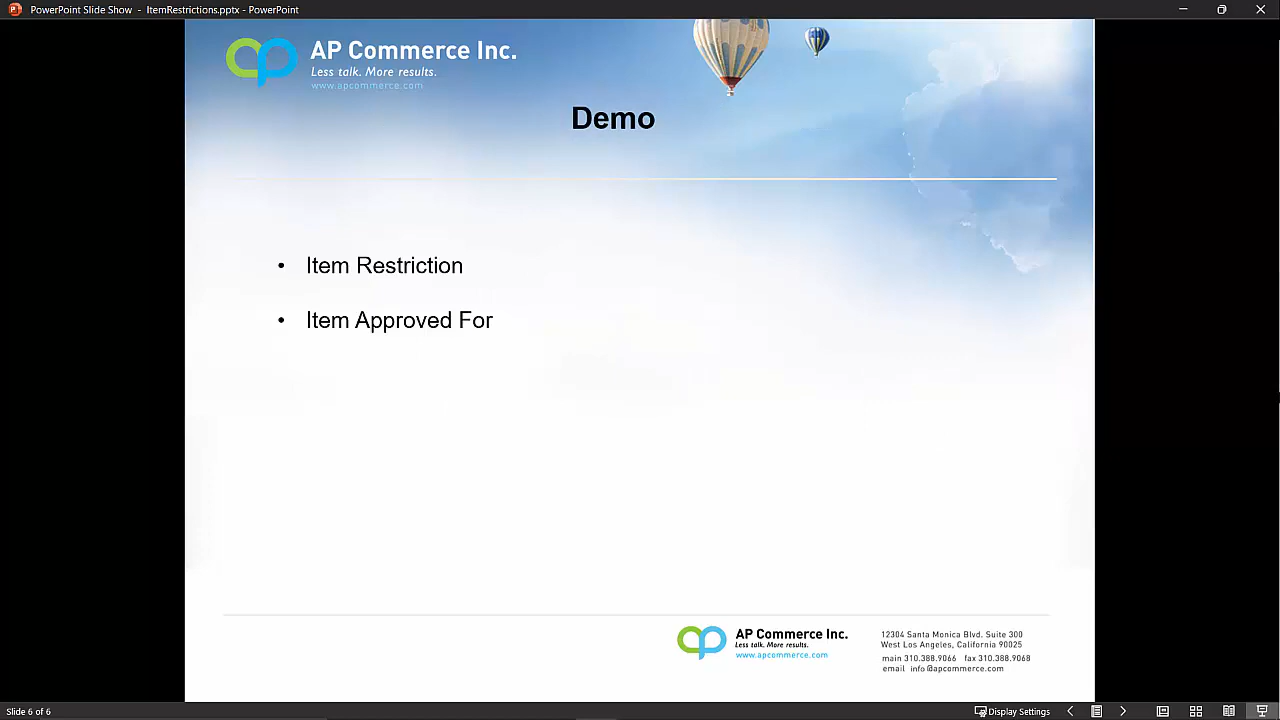 PowerPoint Slide Show - ItemRestrictions.pptx - PowerPoint
AP Commerce Inc.
Less talk. More results.
www.apcommerce.com
Demo
• Item Restriction
• Item Approved For
AP Commerce Inc.
Less talk. More results.
www.apcommerce.com
12304 Santa Monica Blvd. Suite 300
West Los Angeles, California 90025
main 310.388.9066 fax 310.388.9068
email info@apcommerce.com
Slide 6 of 6
Display Settings